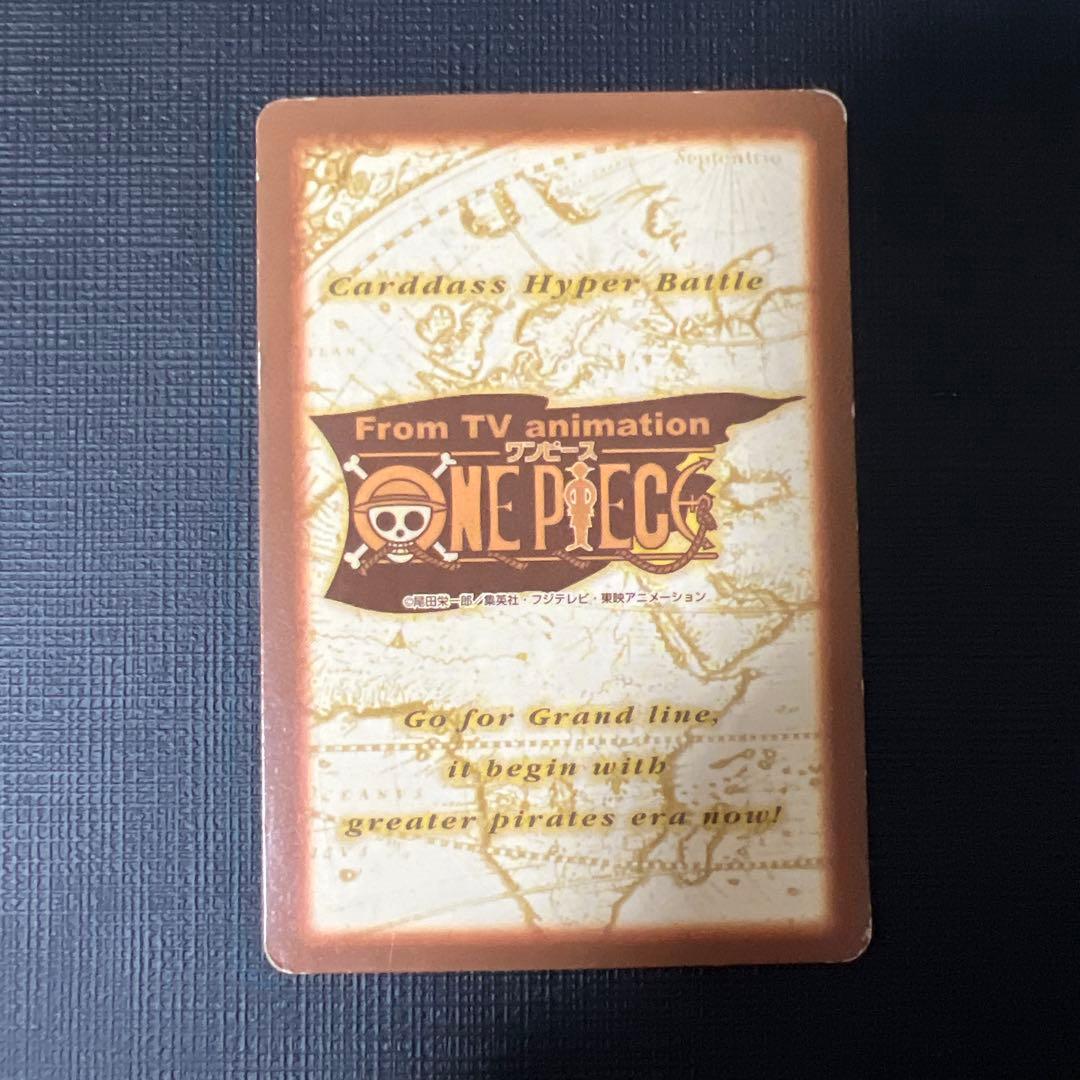 Septentrio
Carddass Hyper Battle
From TV animation
ワンピース
ONE PIECE
©尾田栄一郎／集英社・フジテレビ・東映アニメーション
Go for Grand line,
it begin with
greater pirates era now!